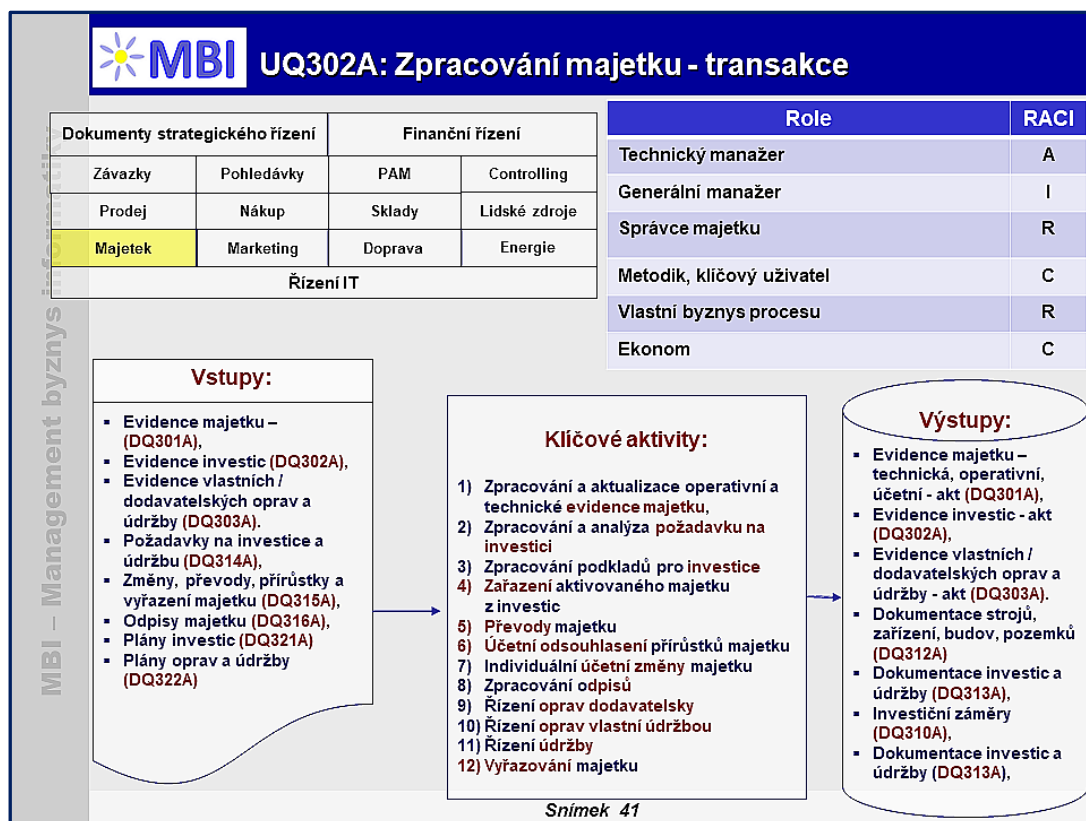 MBI
UQ302A: Zpracování majetku - transakce
MBI – Management byznys informatiky
Dokumenty strategického řízení
Finanční řízení
Závazky
Pohledávky
PAM
Controlling
Prodej
Nákup
Sklady
Lidské zdroje
Majetek
Marketing
Doprava
Energie
Řízení IT
Role
RACI
Technický manažer
A
Generální manažer
I
Správce majetku
R
Metodik, klíčový uživatel
C
Vlastní byznys procesu
R
Ekonom
C
Vstupy:
▪ Evidence majetku –
(DQ301A),
▪ Evidence investic (DQ302A),
▪ Evidence vlastních /
dodavatelských oprav a
údržby (DQ303A).
▪ Požadavky na investice a
údržbu (DQ314A),
▪ Změny, převody, přírůstky a
vyřazení majetku (DQ315A),
▪ Odpisy majetku (DQ316A),
▪ Plány investic (DQ321A)
▪ Plány oprav a údržby
(DQ322A)
Klíčové aktivity:
1) Zpracování a aktualizace operativní a
technické evidence majetku,
2) Zpracování a analýza požadavku na
investici
3) Zpracování podkladů pro investice
4) Zařazení aktivovaného majetku
z investic
5) Převody majetku
6) Účetní odsouhlasení přírůstků majetku
7) Individuální účetní změny majetku
8) Zpracování odpisů
9) Řízení oprav dodavatelsky
10) Řízení oprav vlastní údržbou
11) Řízení údržby
12) Vyřazování majetku
Výstupy:
▪ Evidence majetku –
technická, operativní,
účetní - akt (DQ301A),
▪ Evidence investic - akt
(DQ302A),
▪ Evidence vlastních /
dodavatelských oprav a
údržby - akt (DQ303A).
▪ Dokumentace strojů,
zařízení, budov, pozemků
(DQ312A)
▪ Dokumentace investic a
údržby (DQ313A),
▪ Investiční záměry
(DQ310A),
▪ Dokumentace investic a
údržby (DQ313A),
Snímek 41